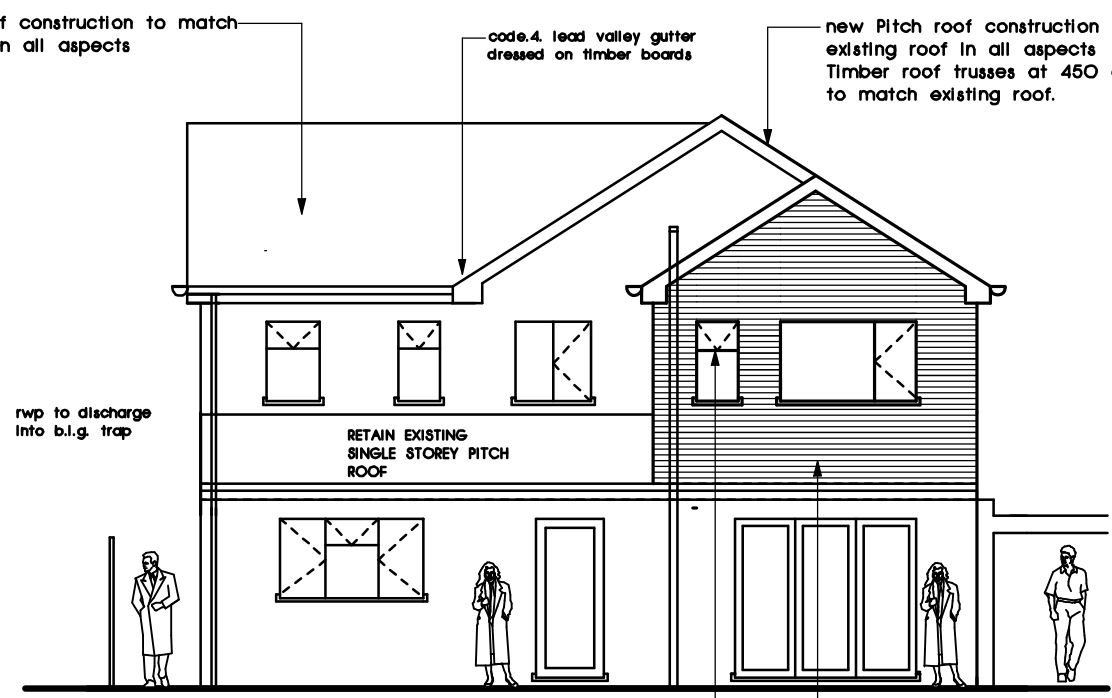 construction to match
all aspects
code.4. lead valley gutter
dressed on timber boards
new Pitch roof construction
existing roof in all aspects
Timber roof trusses at 450
to match existing roof.
rwp to discharge
into b.i.g. trap
RETAIN EXISTING
SINGLE STOREY PITCH
ROOF